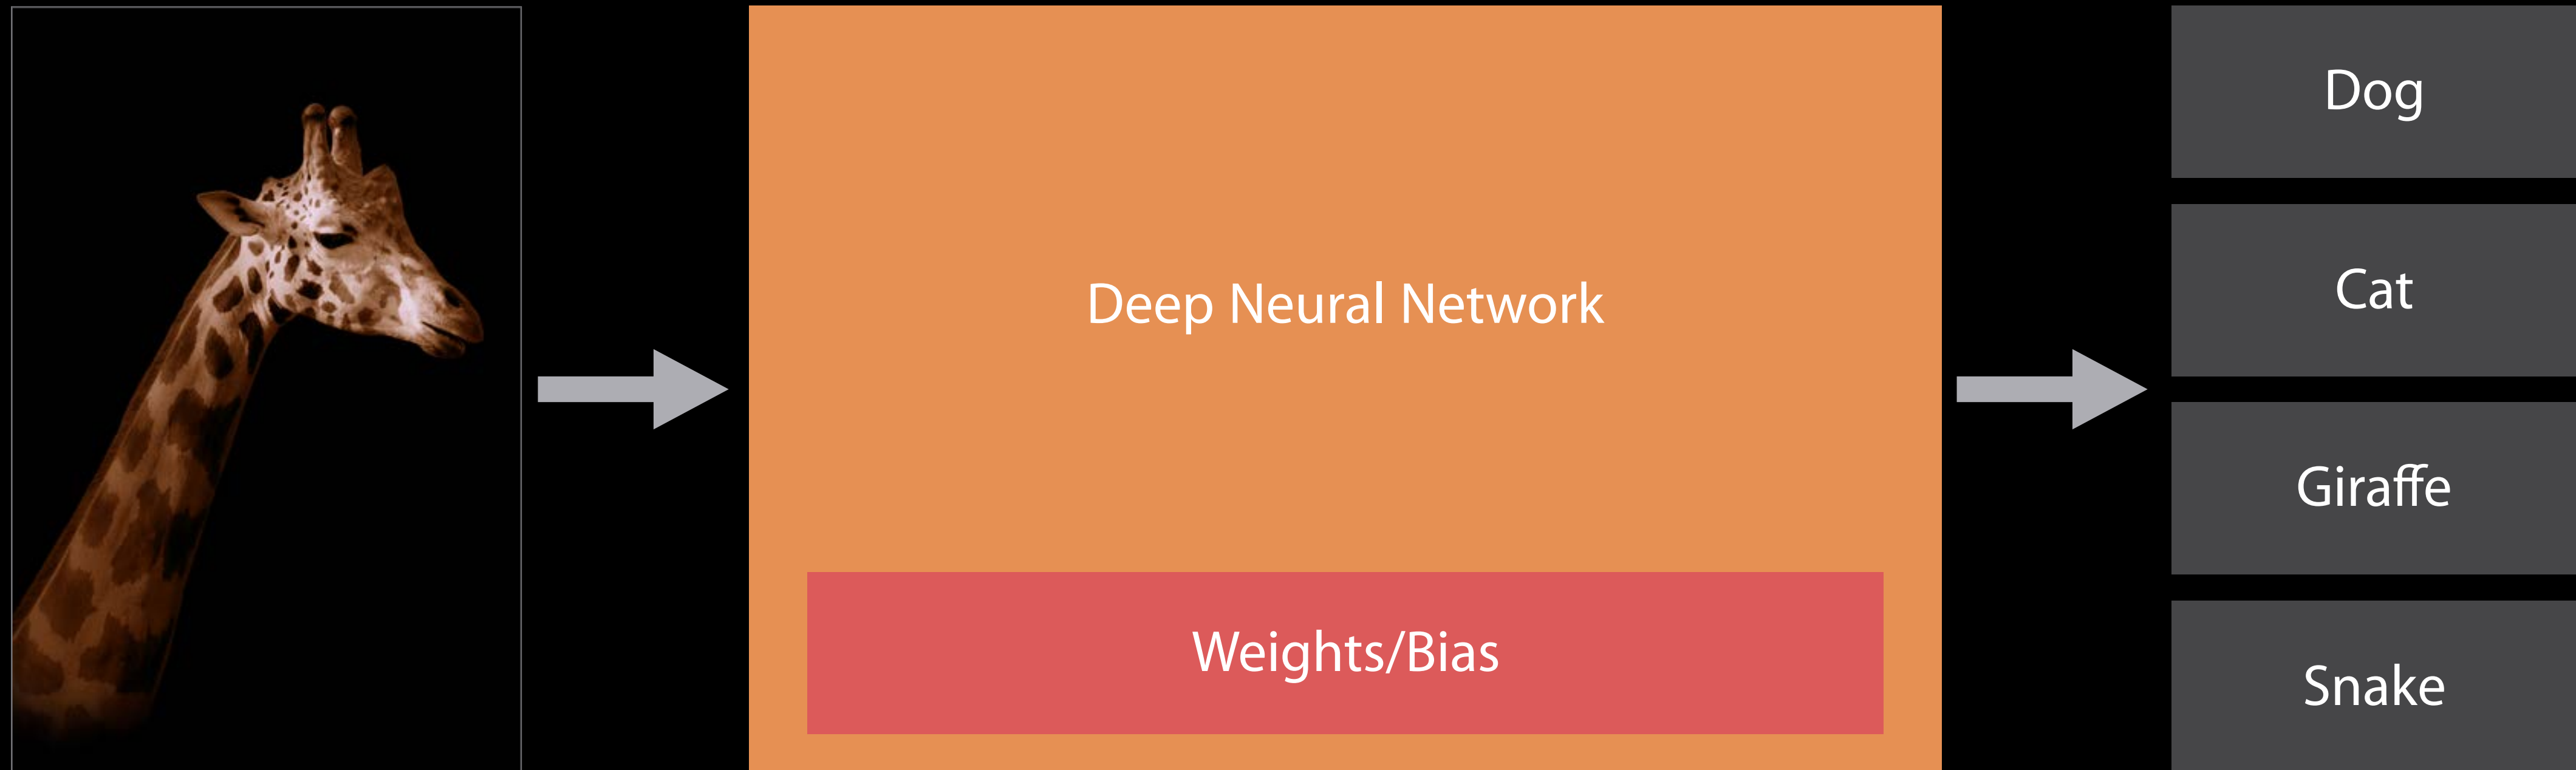 Deep Neural Network
Weights/Bias
Dog
Cat
Giraffe
Snake